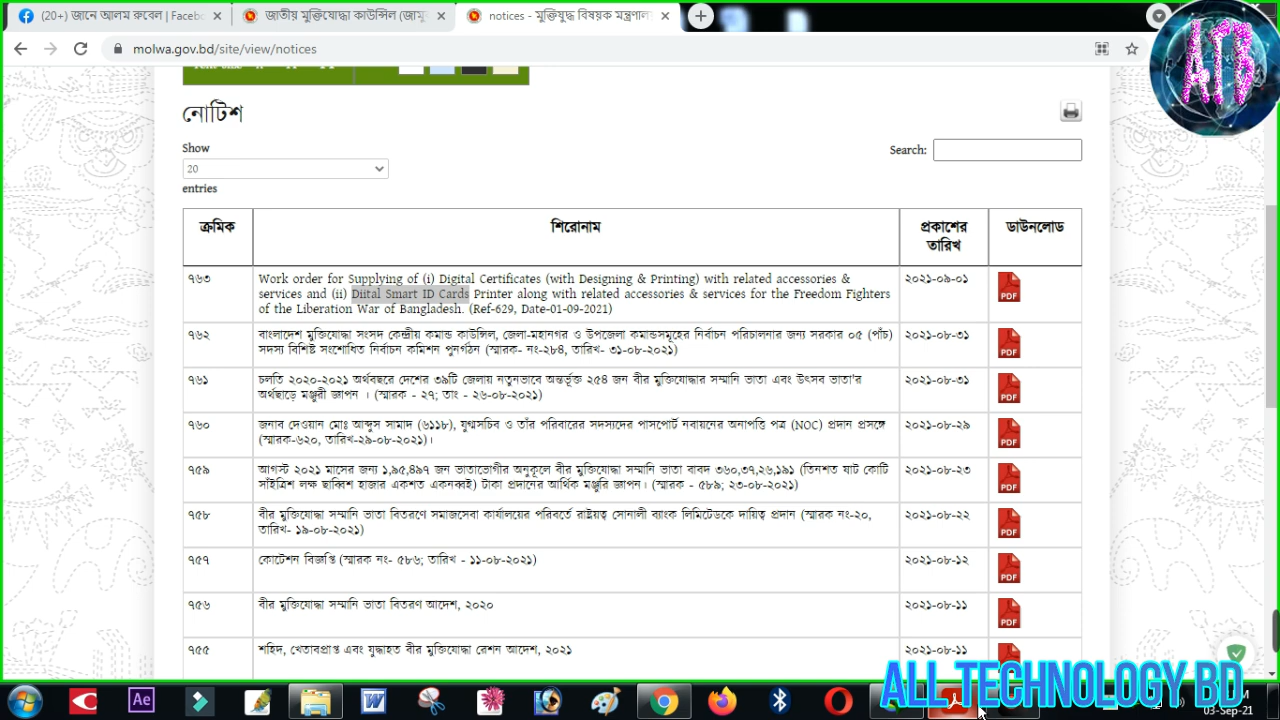 (20+) জানে আলম রুবেল | Faceb
জাতীয় মুক্তিযোদ্ধা কাউন্সিল (জামু
notices - মুক্তিযুদ্ধ বিষয়ক মন্ত্রণাল
molwa.gov.bd/site/view/notices
নোটিশ
Show
20
entries
Search:
ক্রমিক
শিরোনাম
প্রকাশের
তারিখ
ডাউনলোড
৭৬৩
Work order for Supplying of (i) Digital Certificates (with Designing & Printing) with related accessories &
services and (ii) Diital Smart ID Cards Printer along with related accessories & services for the Freedom Fighters
of the Liberation War of Bangladesh. (Ref-629, Date-01-09-2021)
২০২১-০৯-০১
PDF
৭৬২
বাংলাদেশ মুক্তিযোদ্ধা সংসদ কেন্দ্রীয় কমান্ড কাউন্সিল, জেলা-মহানগর ও উপজেলা কমান্ডসমূহের নির্বাচন পরিচালনার জন্য সরকার ০৫ (পাঁচ)
সদস্য বিশিষ্ট সংশোধিত নির্বাচন কমিশন পুনর্গঠন (স্মারক- নং-২৮৪, তারিখ- ৩১-০৮-২০২১)
২০২১-০৮-৩১
PDF
৭৬১
চলতি ২০২০-২০২১ অর্থবছরে দেশের ৩৯টি জেলায় নতুনভাবে অন্তর্ভূক্ত ২৫৪ জন বীর মুক্তিযোদ্ধার সম্মানি ভাতা এবং উৎসব ভাতা'র
অর্থছাড়ে মঞ্জুরী জ্ঞাপন । (স্মারক - ২৭; তাং - ২৬-০৮-২০২১)
২০২১-০৮-৩১
PDF
৭৬০
জনাব মোঃ আব্দুস সামাদ (৬১১৮), যুগ্মসচিব ও তাঁর পরিবারের সদস্যদের পাসপোর্ট নবায়নের অনাপত্তি পত্র (NOC) প্রদান প্রসঙ্গে
(স্মারক-২২০, তারিখ-২৯-০৮-২০২১)।
২০২১-০৮-২৯
PDF
৭৫৯
আগস্ট ২০২১ মাসের জন্য ১,৯৫,৪৯৭ জন ভাতাভোগীর অনুকূলে বীর মুক্তিযোদ্ধা সম্মানি ভাতা বাবদ ৩৬০,৩৭,২৬,১৯১ (তিনশত ষাট কোটি
সাঁইত্রিশ লক্ষ ছাব্বিশ হাজার একশত একানব্বই) টাকা প্রদানের আর্থিক মঞ্জুরি জ্ঞাপন। (স্মারক - ৫৮৯; ২৩-০৮-২০২১)
২০২১-০৮-২৩
PDF
৭৫৮
বীর মুক্তিযোদ্ধা সম্মানি ভাতা বিতরণে সমাজসেবা কার্যালয়ের পরিবর্তে রাষ্ট্রায়ত্ব সোনালী ব্যাংক লিমিটেডকে দায়িত্ব প্রদান (স্মারক নং-২০,
তারিখ- ১৯-০৮-২০২১)
২০২১-০৮-২২
PDF
৭৫৭
কোটেশন বিজ্ঞপ্তি (স্মারক নং- ৫৮৬; তারিখ - ১১-০৮-২০২১)
২০২১-০৮-১২
PDF
৭৫৬
বীর মুক্তিযোদ্ধা সম্মানি ভাতা বিতরণ আদেশ, ২০২০
২০২১-০৮-১১
PDF
৭৫৫
শহিদ, খেতাবপ্রাপ্ত এবং যুদ্ধাহত বীর মুক্তিযোদ্ধা রেশন আদেশ, ২০২১
২০২১-০৮-১১
Ae
ALL TECHNOLOGY BD
03-Sep-21